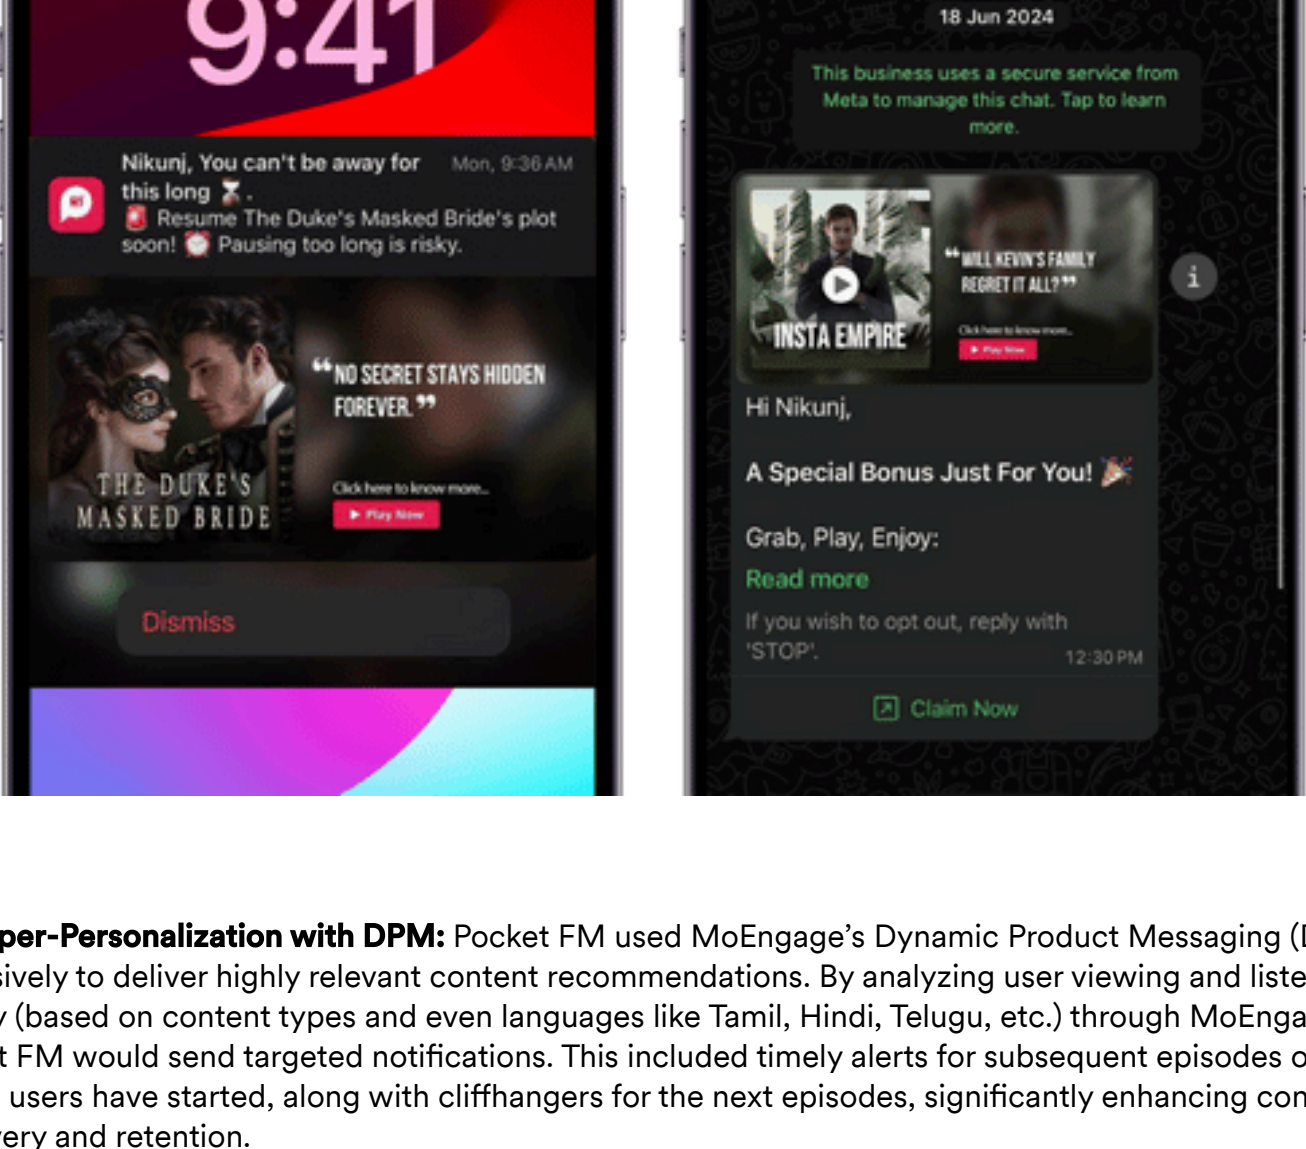 9:41
Nikunj, You can't be away for
Mon, 9:36 AM
this long ⏳.
🚨 Resume The Duke's Masked Bride's plot
soon! ⏰ Pausing too long is risky.
“NO SECRET STAYS HIDDEN
FOREVER.”
THE DUKE'S
MASKED BRIDE
Click here to know more...
▶ Play Now
Dismiss
18 Jun 2024
This business uses a secure service from
Meta to manage this chat. Tap to learn
more.
INSTA EMPIRE
“WILL KEVIN'S FAMILY
REGRET IT ALL?”
Click here to know more...
▶ Play Now
i
Hi Nikunj,
A Special Bonus Just For You! 🎉
Grab, Play, Enjoy:
Read more
If you wish to opt out, reply with
'STOP'.
12:30 PM
Claim Now
per-Personalization with DPM: Pocket FM used MoEngage’s Dynamic Product Messaging (D
sively to deliver highly relevant content recommendations. By analyzing user viewing and liste
y (based on content types and even languages like Tamil, Hindi, Telugu, etc.) through MoEnga
t FM would send targeted notifications. This included timely alerts for subsequent episodes o
users have started, along with cliffhangers for the next episodes, significantly enhancing con
very and retention.